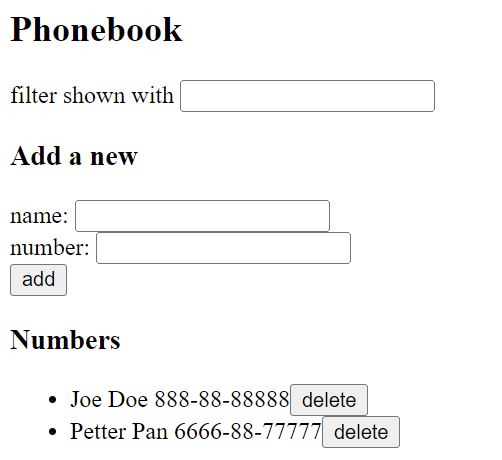 Phonebook
filter shown with
Add a new
name:
number:
add
Numbers
Joe Doe 888-88-88888 delete
Petter Pan 6666-88-77777 delete